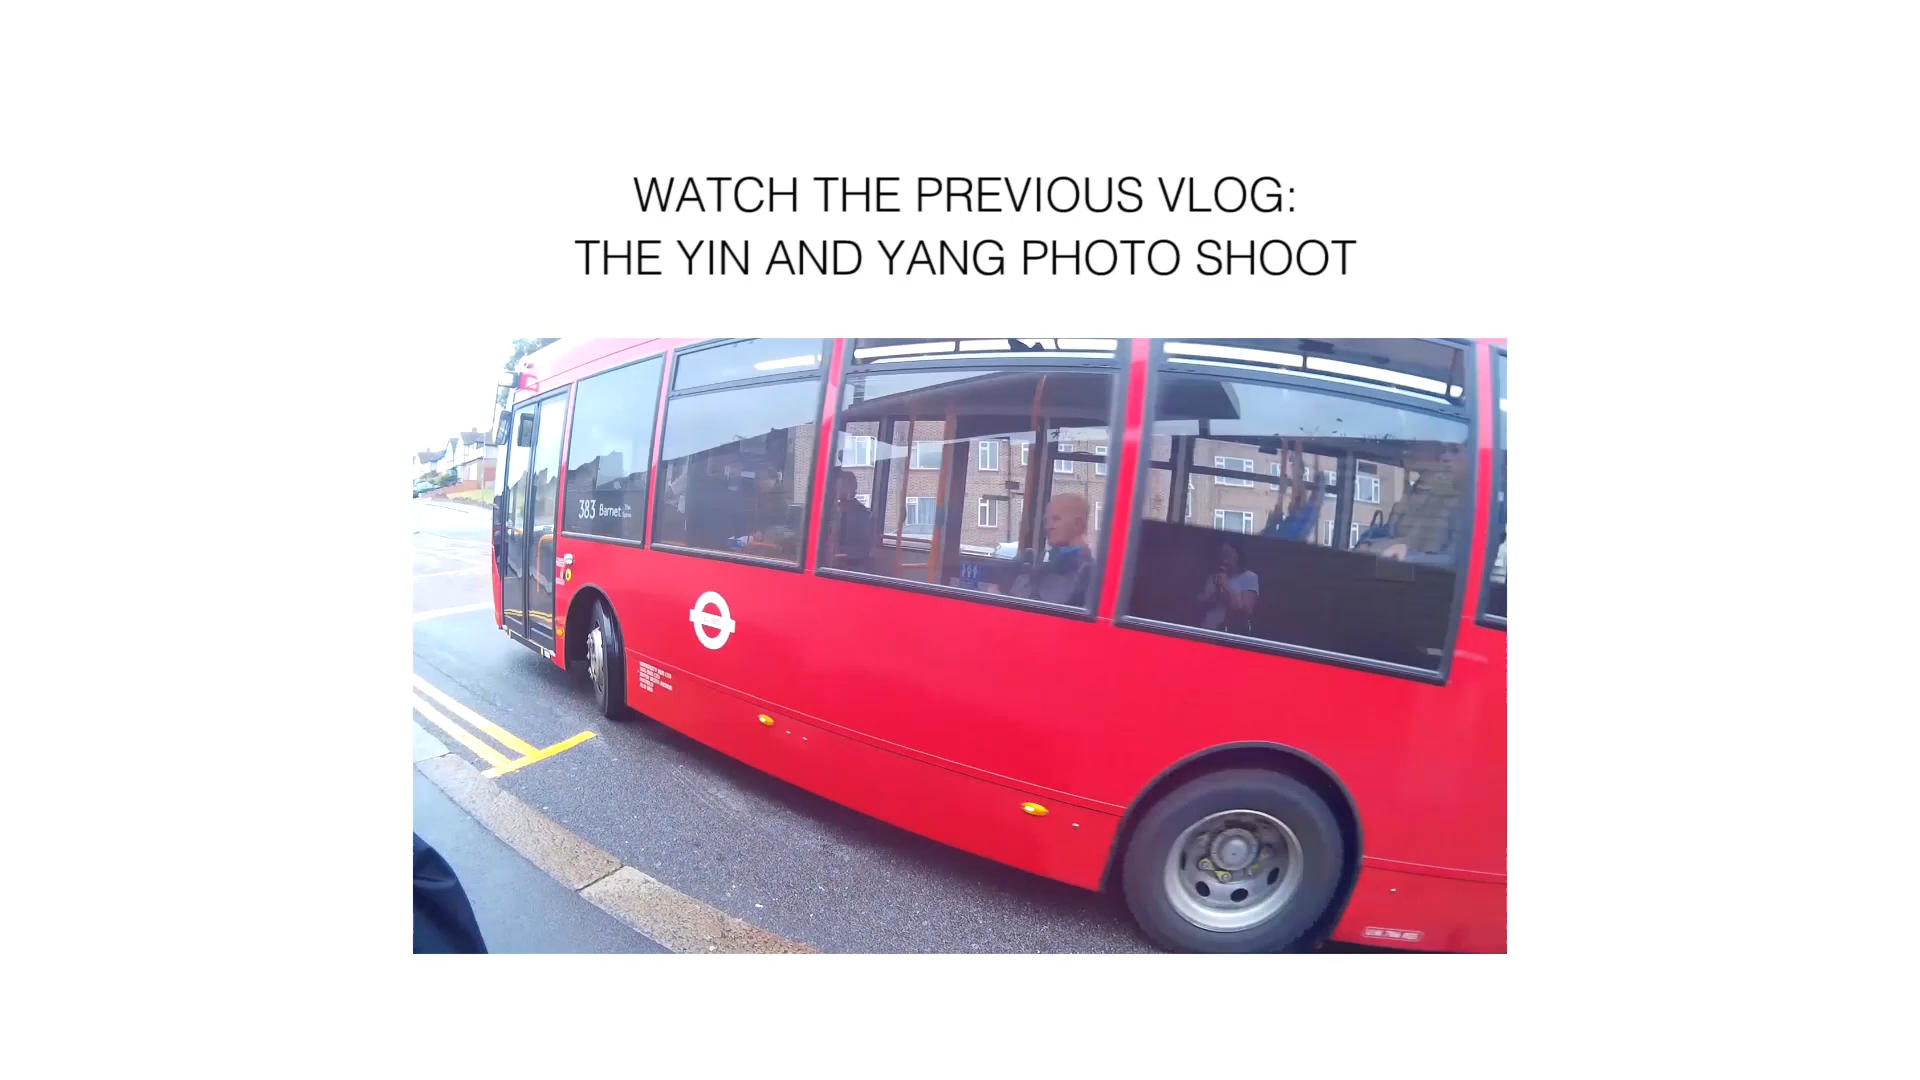 WATCH THE PREVIOUS VLOG:
THE YIN AND YANG PHOTO SHOOT
383 Barnet